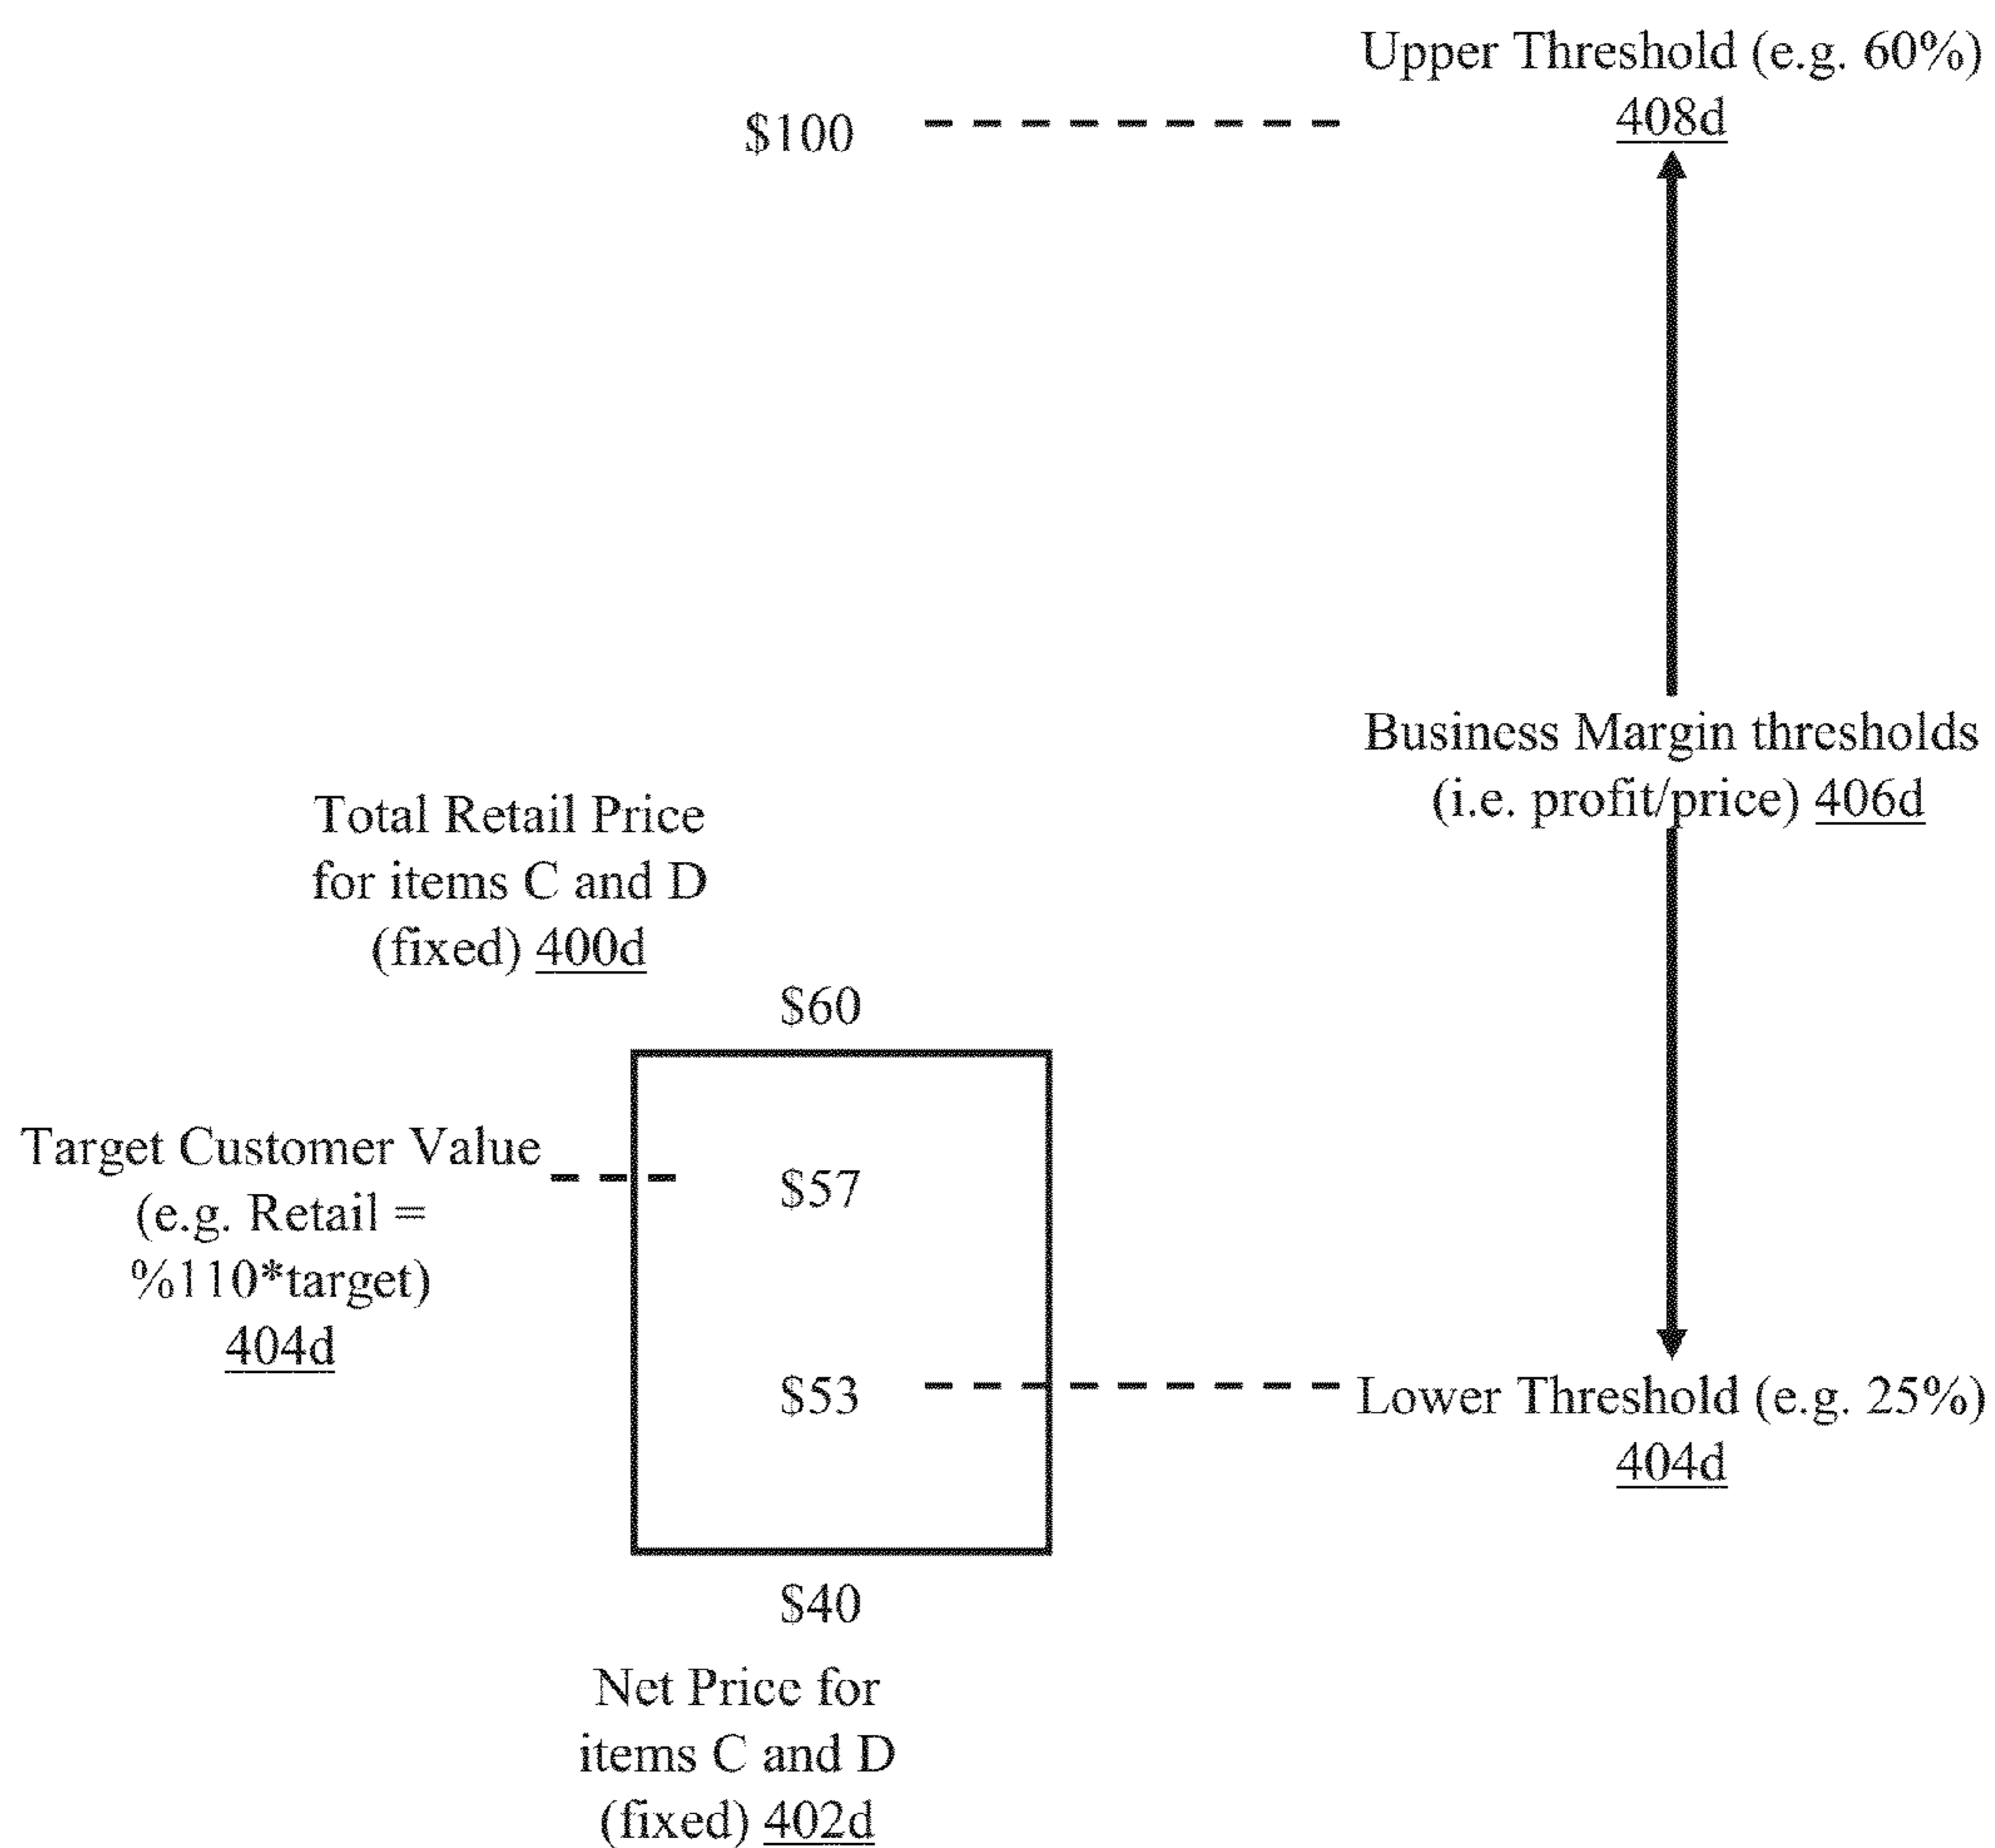 Upper Threshold (e.g. 60%)
408d
$100
Business Margin thresholds
(i.e. profit/price) 406d
Total Retail Price
for items C and D
(fixed) 400d
$60
Target Customer Value
(e.g. Retail =
%110*target)
404d
$57
$53
Lower Threshold (e.g. 25%)
404d
$40
Net Price for
items C and D
(fixed) 402d